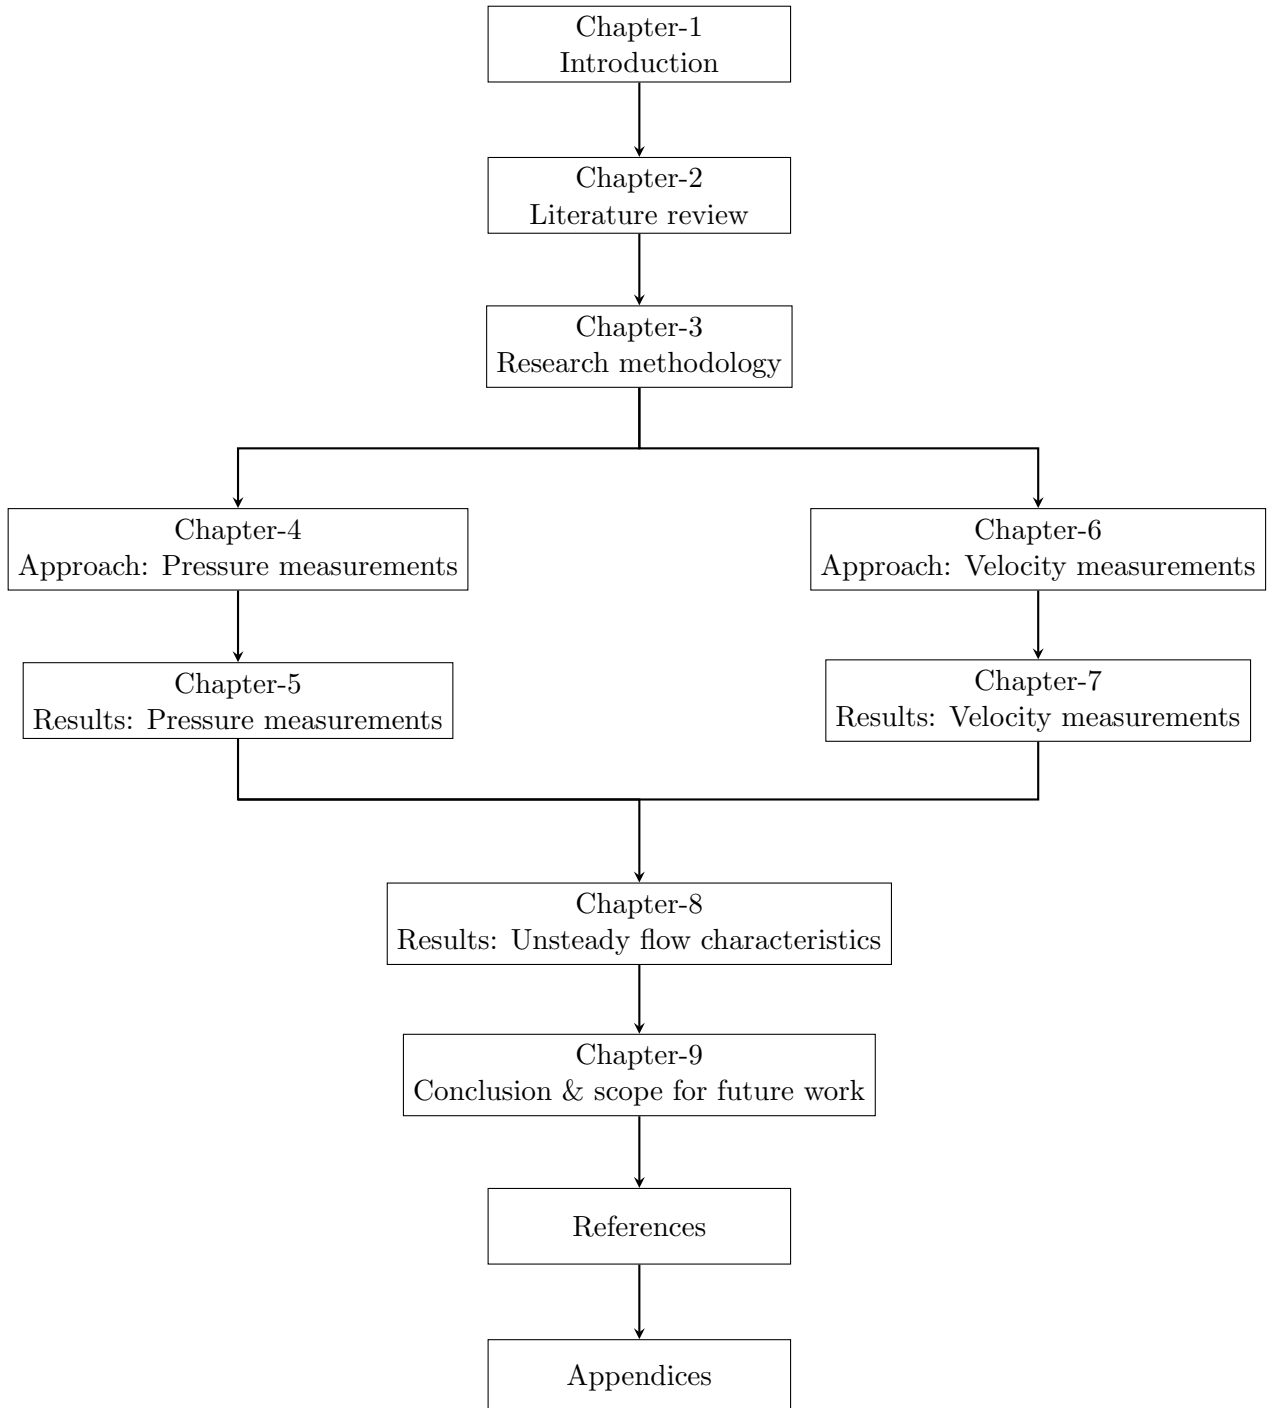 Chapter-1
Introduction
Chapter-2
Literature review
Chapter-3
Research methodology
Chapter-4
Approach: Pressure measurements
Chapter-6
Approach: Velocity measurements
Chapter-5
Results: Pressure measurements
Chapter-7
Results: Velocity measurements
Chapter-8
Results: Unsteady flow characteristics
Chapter-9
Conclusion & scope for future work
References
Appendices